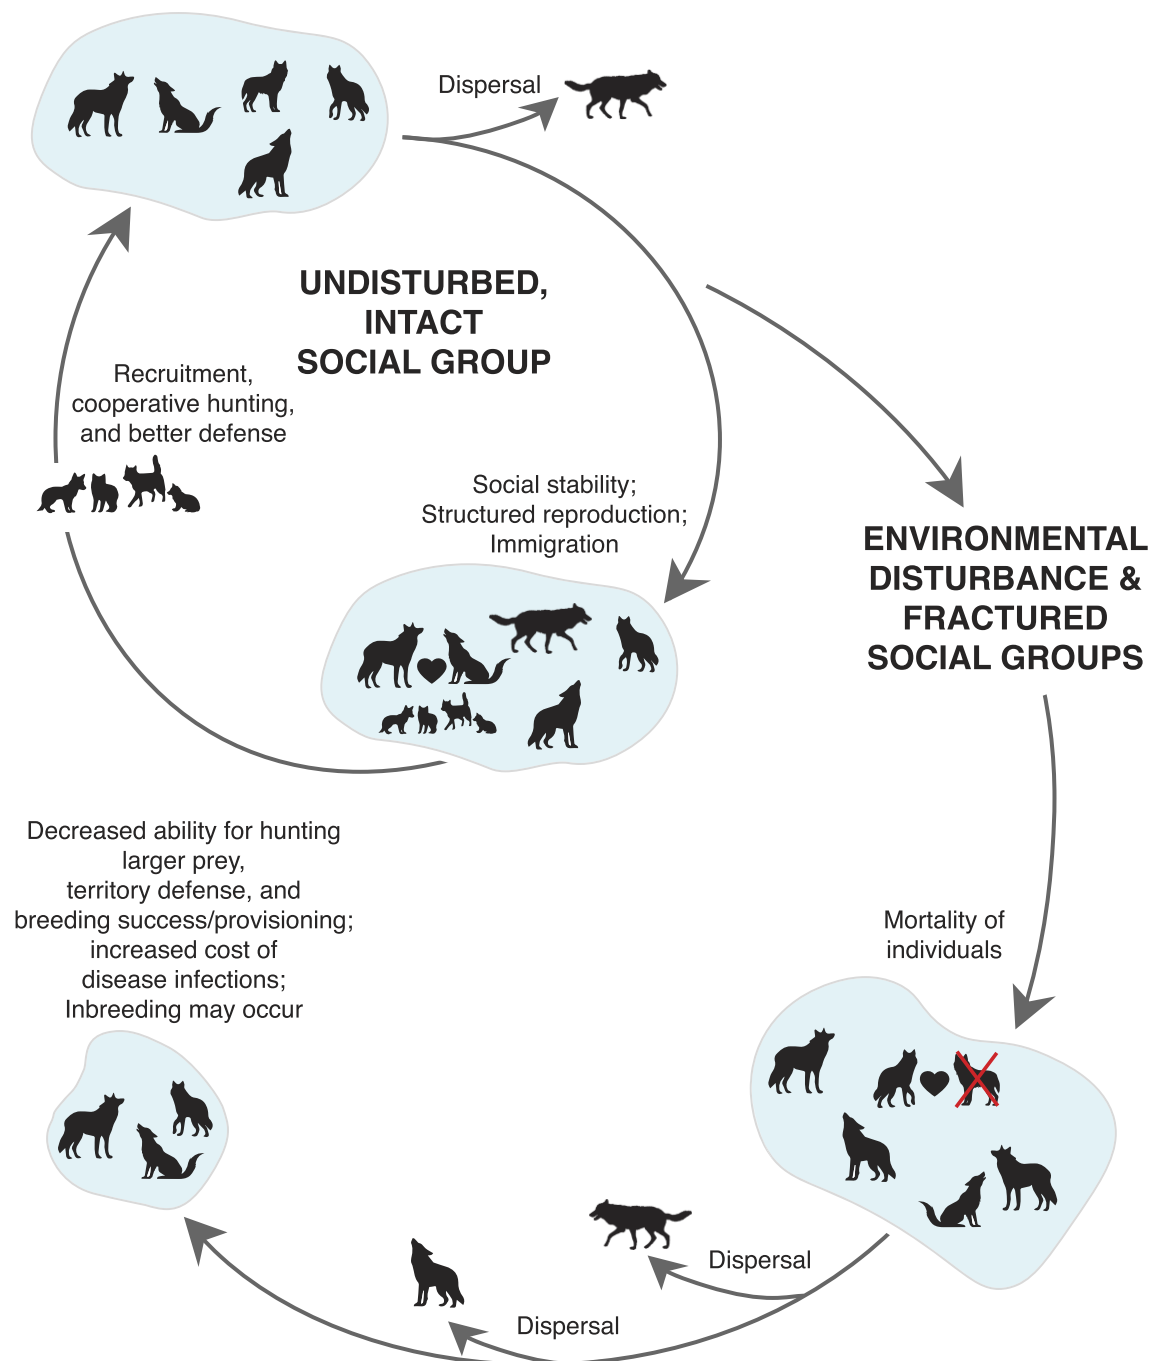 Dispersal
UNDISTURBED,
INTACT
SOCIAL GROUP
Recruitment,
cooperative hunting,
and better defense
Social stability;
Structured reproduction;
Immigration
ENVIRONMENTAL
DISTURBANCE &
FRACTURED
SOCIAL GROUPS
Mortality of
individuals
Decreased ability for hunting
larger prey,
territory defense, and
breeding success/provisioning;
increased cost of
disease infections;
Inbreeding may occur
Dispersal
Dispersal